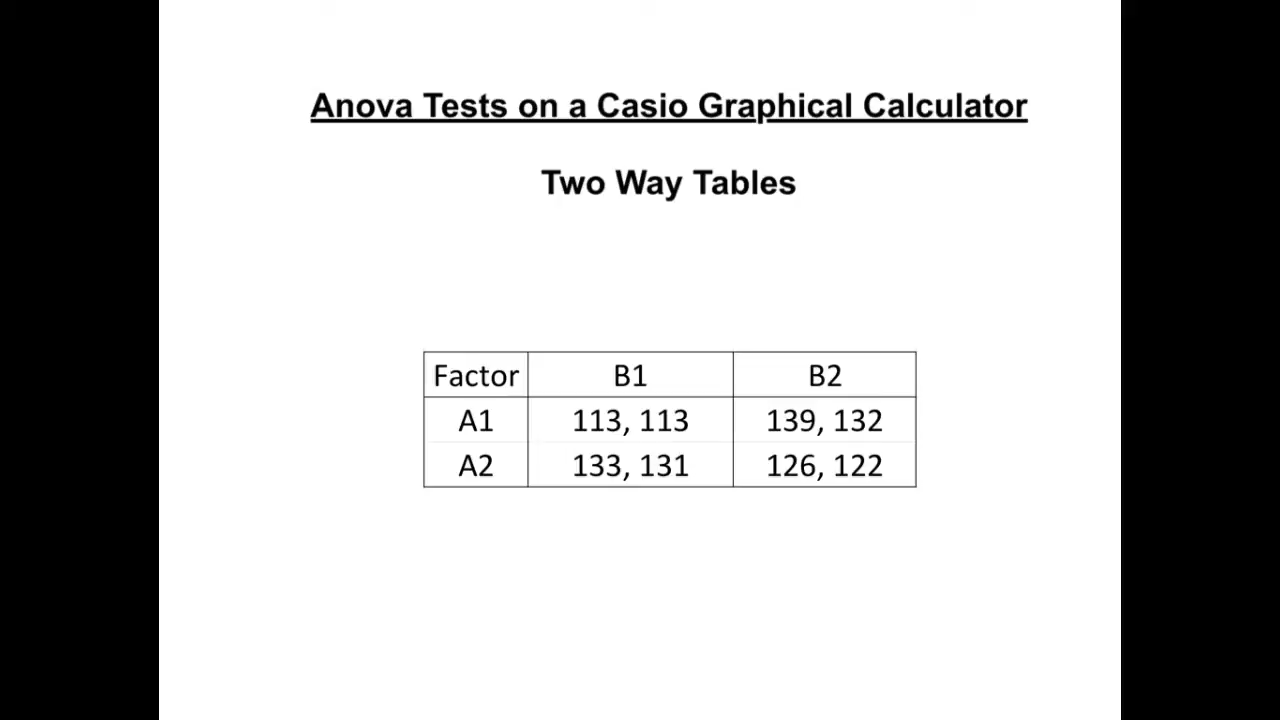 Anova Tests on a Casio Graphical Calculator
Two Way Tables
Factor B1 B2
A1 113, 113 139, 132
A2 133, 131 126, 122